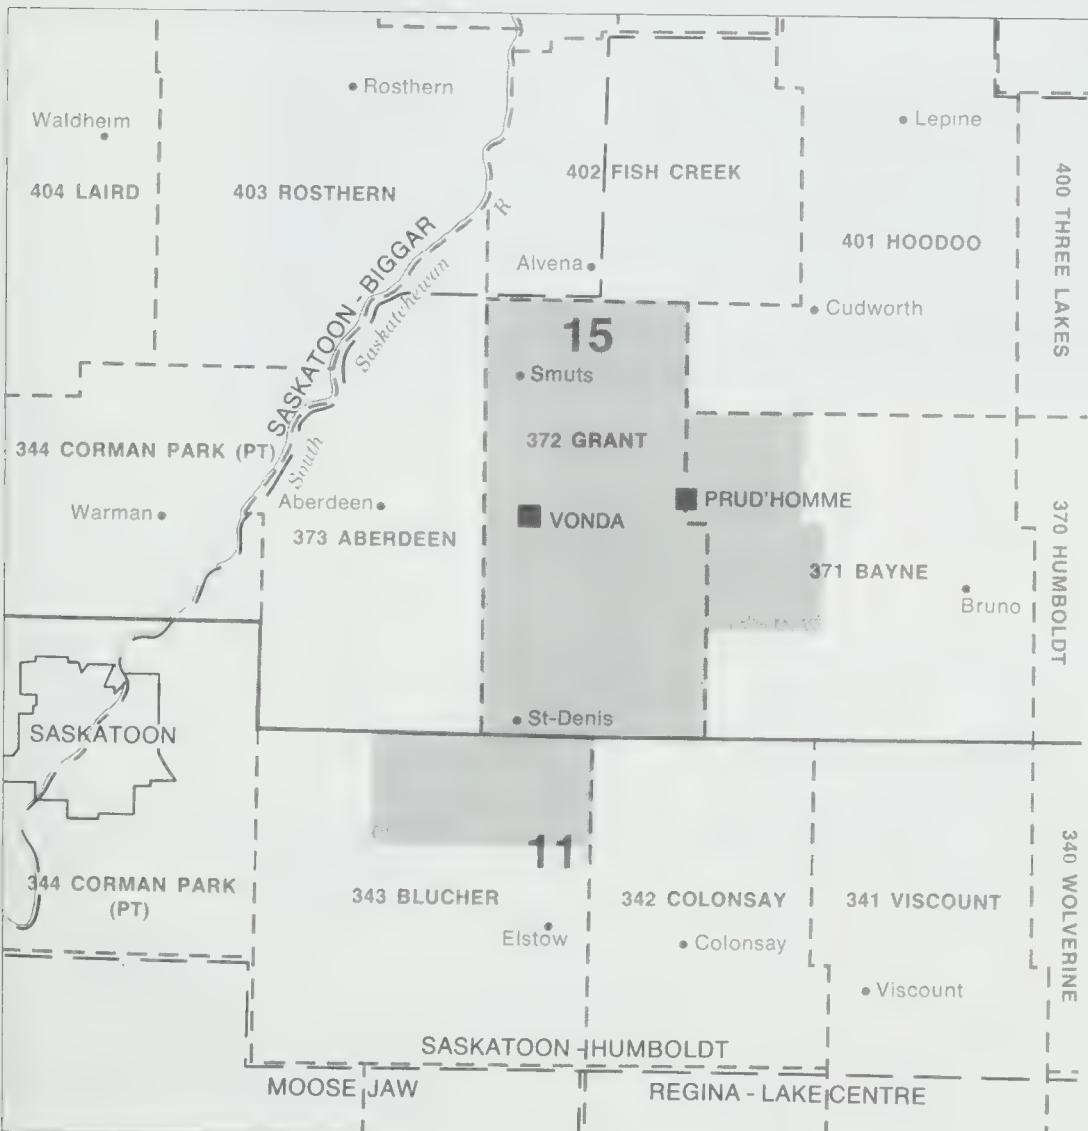 Rosthern
Waldheim
Lepine
404 LAIRD
403 ROSTHERN
402 FISH CREEK
400 THREE LAKES
401 HOODOO
R
SASKATOON - BIGGAR
Saskatchewan
South
Alvena
Cudworth
15
Smuts
344 CORMAN PARK (PT)
372 GRANT
Warman
Aberdeen
373 ABERDEEN
VONDA
PRUD'HOMME
371 BAYNE
370 HUMBOLDT
Bruno
SASKATOON
St-Denis
11
344 CORMAN PARK
(PT)
343 BLUCHER
342 COLONSAY
341 VISCOUNT
340 WOLVERINE
Elstow
Colonsay
Viscount
SASKATOON - HUMBOLDT
MOOSE JAW
REGINA - LAKE CENTRE